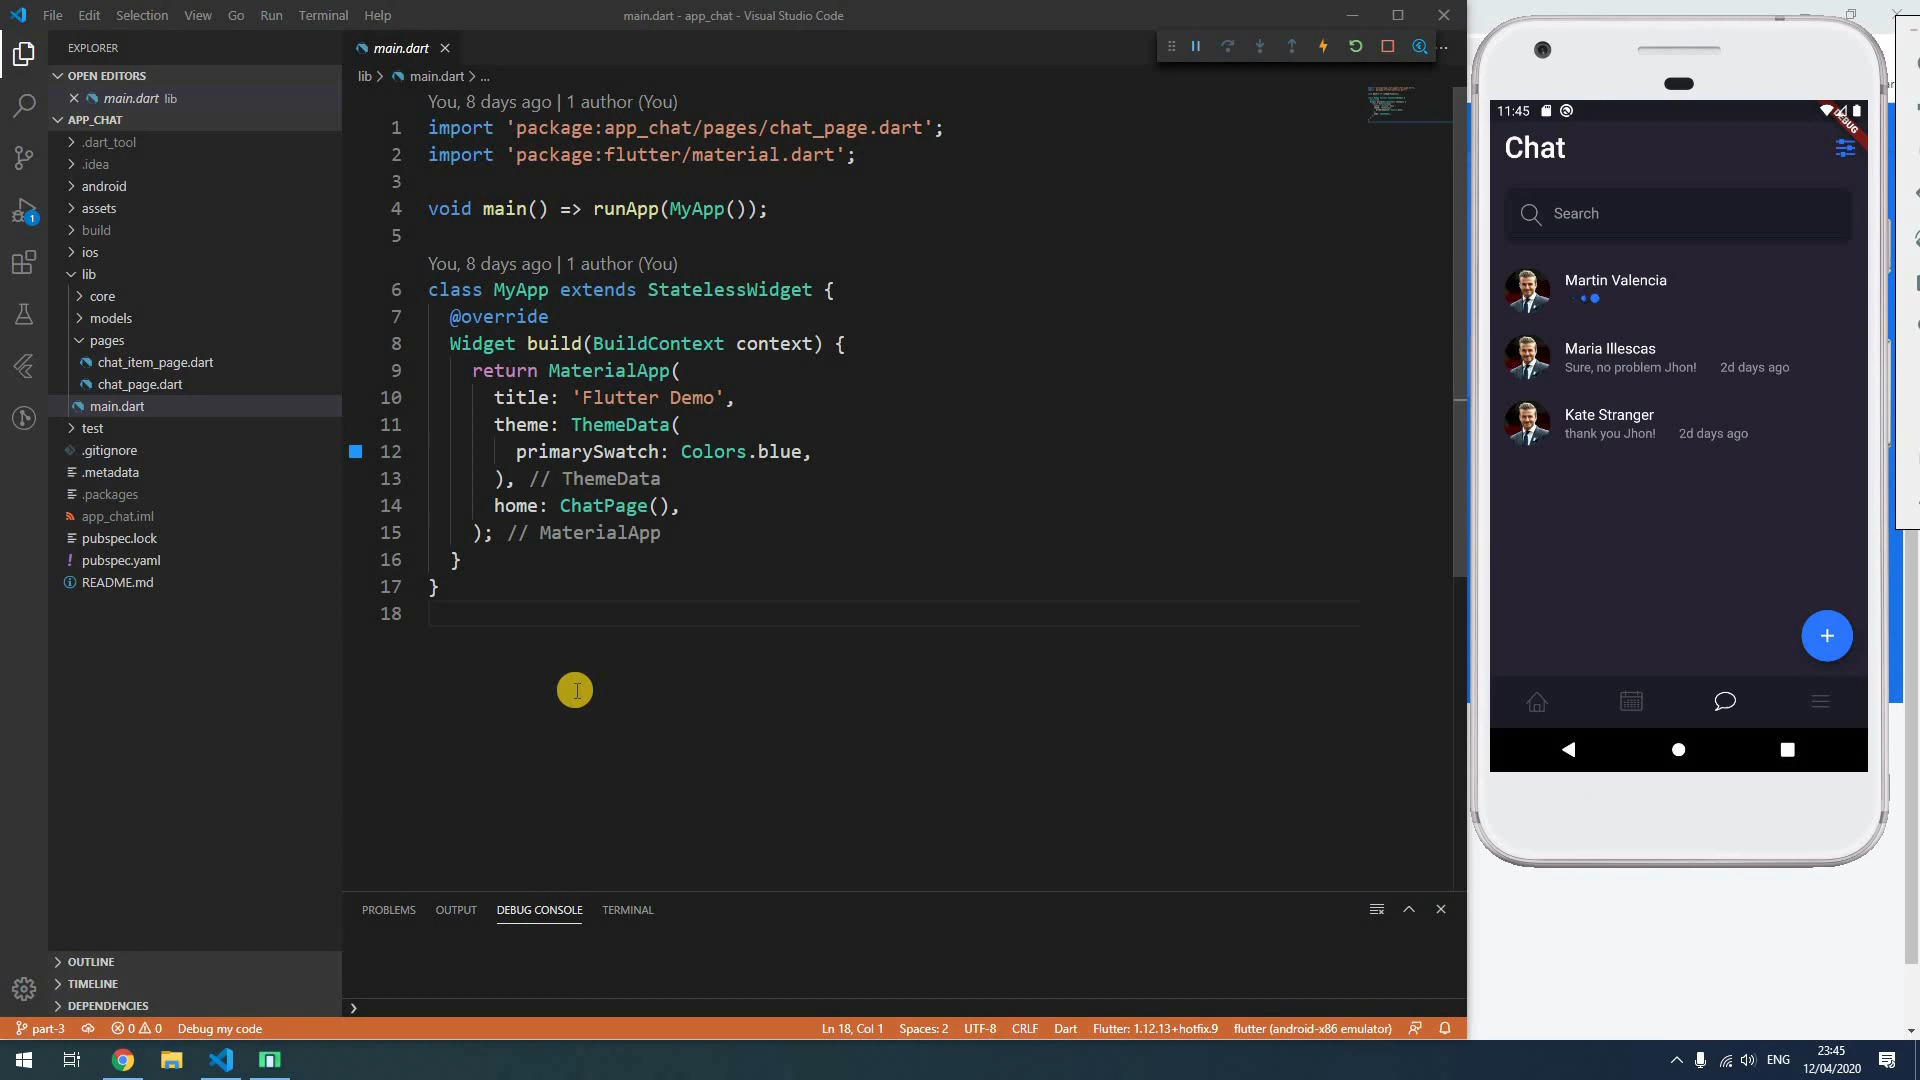 File Edit Selection View Go Run Terminal Help
main.dart - app_chat - Visual Studio Code
EXPLORER
OPEN EDITORS
main.dart lib
APP_CHAT
.dart_tool
.idea
android
assets
build
ios
lib
core
models
pages
chat_item_page.dart
chat_page.dart
main.dart
test
.gitignore
.metadata
.packages
app_chat.iml
pubspec.lock
pubspec.yaml
README.md
OUTLINE
TIMELINE
DEPENDENCIES
1
main.dart
lib > main.dart > ...
You, 8 days ago | 1 author (You)
1 import 'package:app_chat/pages/chat_page.dart';
2 import 'package:flutter/material.dart';
3
4 void main() => runApp(MyApp());
5
You, 8 days ago | 1 author (You)
6 class MyApp extends StatelessWidget {
7 @override
8 Widget build(BuildContext context) {
9 return MaterialApp(
10 title: 'Flutter Demo',
11 theme: ThemeData(
12 primarySwatch: Colors.blue,
13 ), // ThemeData
14 home: ChatPage(),
15 ); // MaterialApp
16 }
17 }
18
PROBLEMS OUTPUT DEBUG CONSOLE TERMINAL
part-3 0 0 Debug my code
Ln 18, Col 1 Spaces: 2 UTF-8 CRLF Dart Flutter: 1.12.13+hotfix.9 flutter (android-x86 emulator)
11:45
DEBUG
Chat
Search
Martin Valencia
Maria Illescas
Sure, no problem Jhon! 2d days ago
Kate Stranger
thank you Jhon! 2d days ago
ENG
23:45
12/04/2020